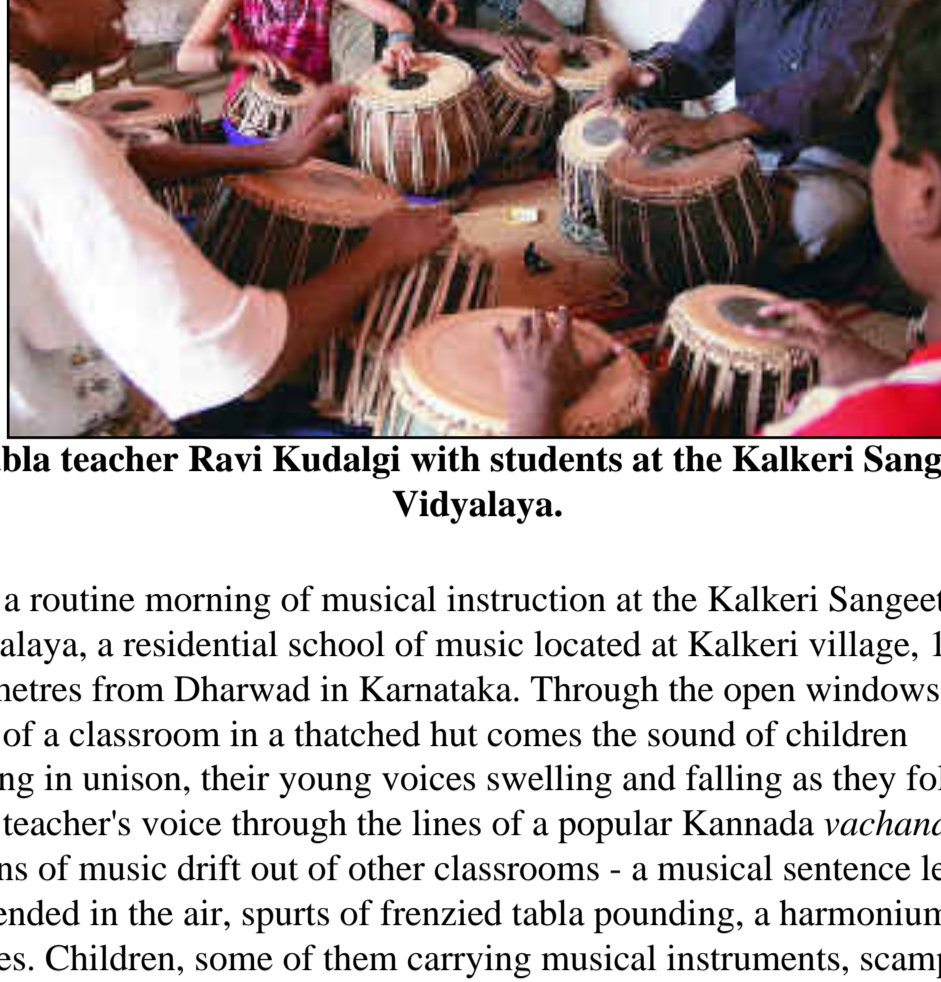 bla teacher Ravi Kudalgi with students at the Kalkeri Sang
Vidyalaya.
a routine morning of musical instruction at the Kalkeri Sangeet
alaya, a residential school of music located at Kalkeri village, 1
metres from Dharwad in Karnataka. Through the open windows
of a classroom in a thatched hut comes the sound of children
ng in unison, their young voices swelling and falling as they fol
teacher's voice through the lines of a popular Kannada vachana
ns of music drift out of other classrooms - a musical sentence le
ended in the air, spurts of frenzied tabla pounding, a harmonium
es. Children, some of them carrying musical instruments, scamp